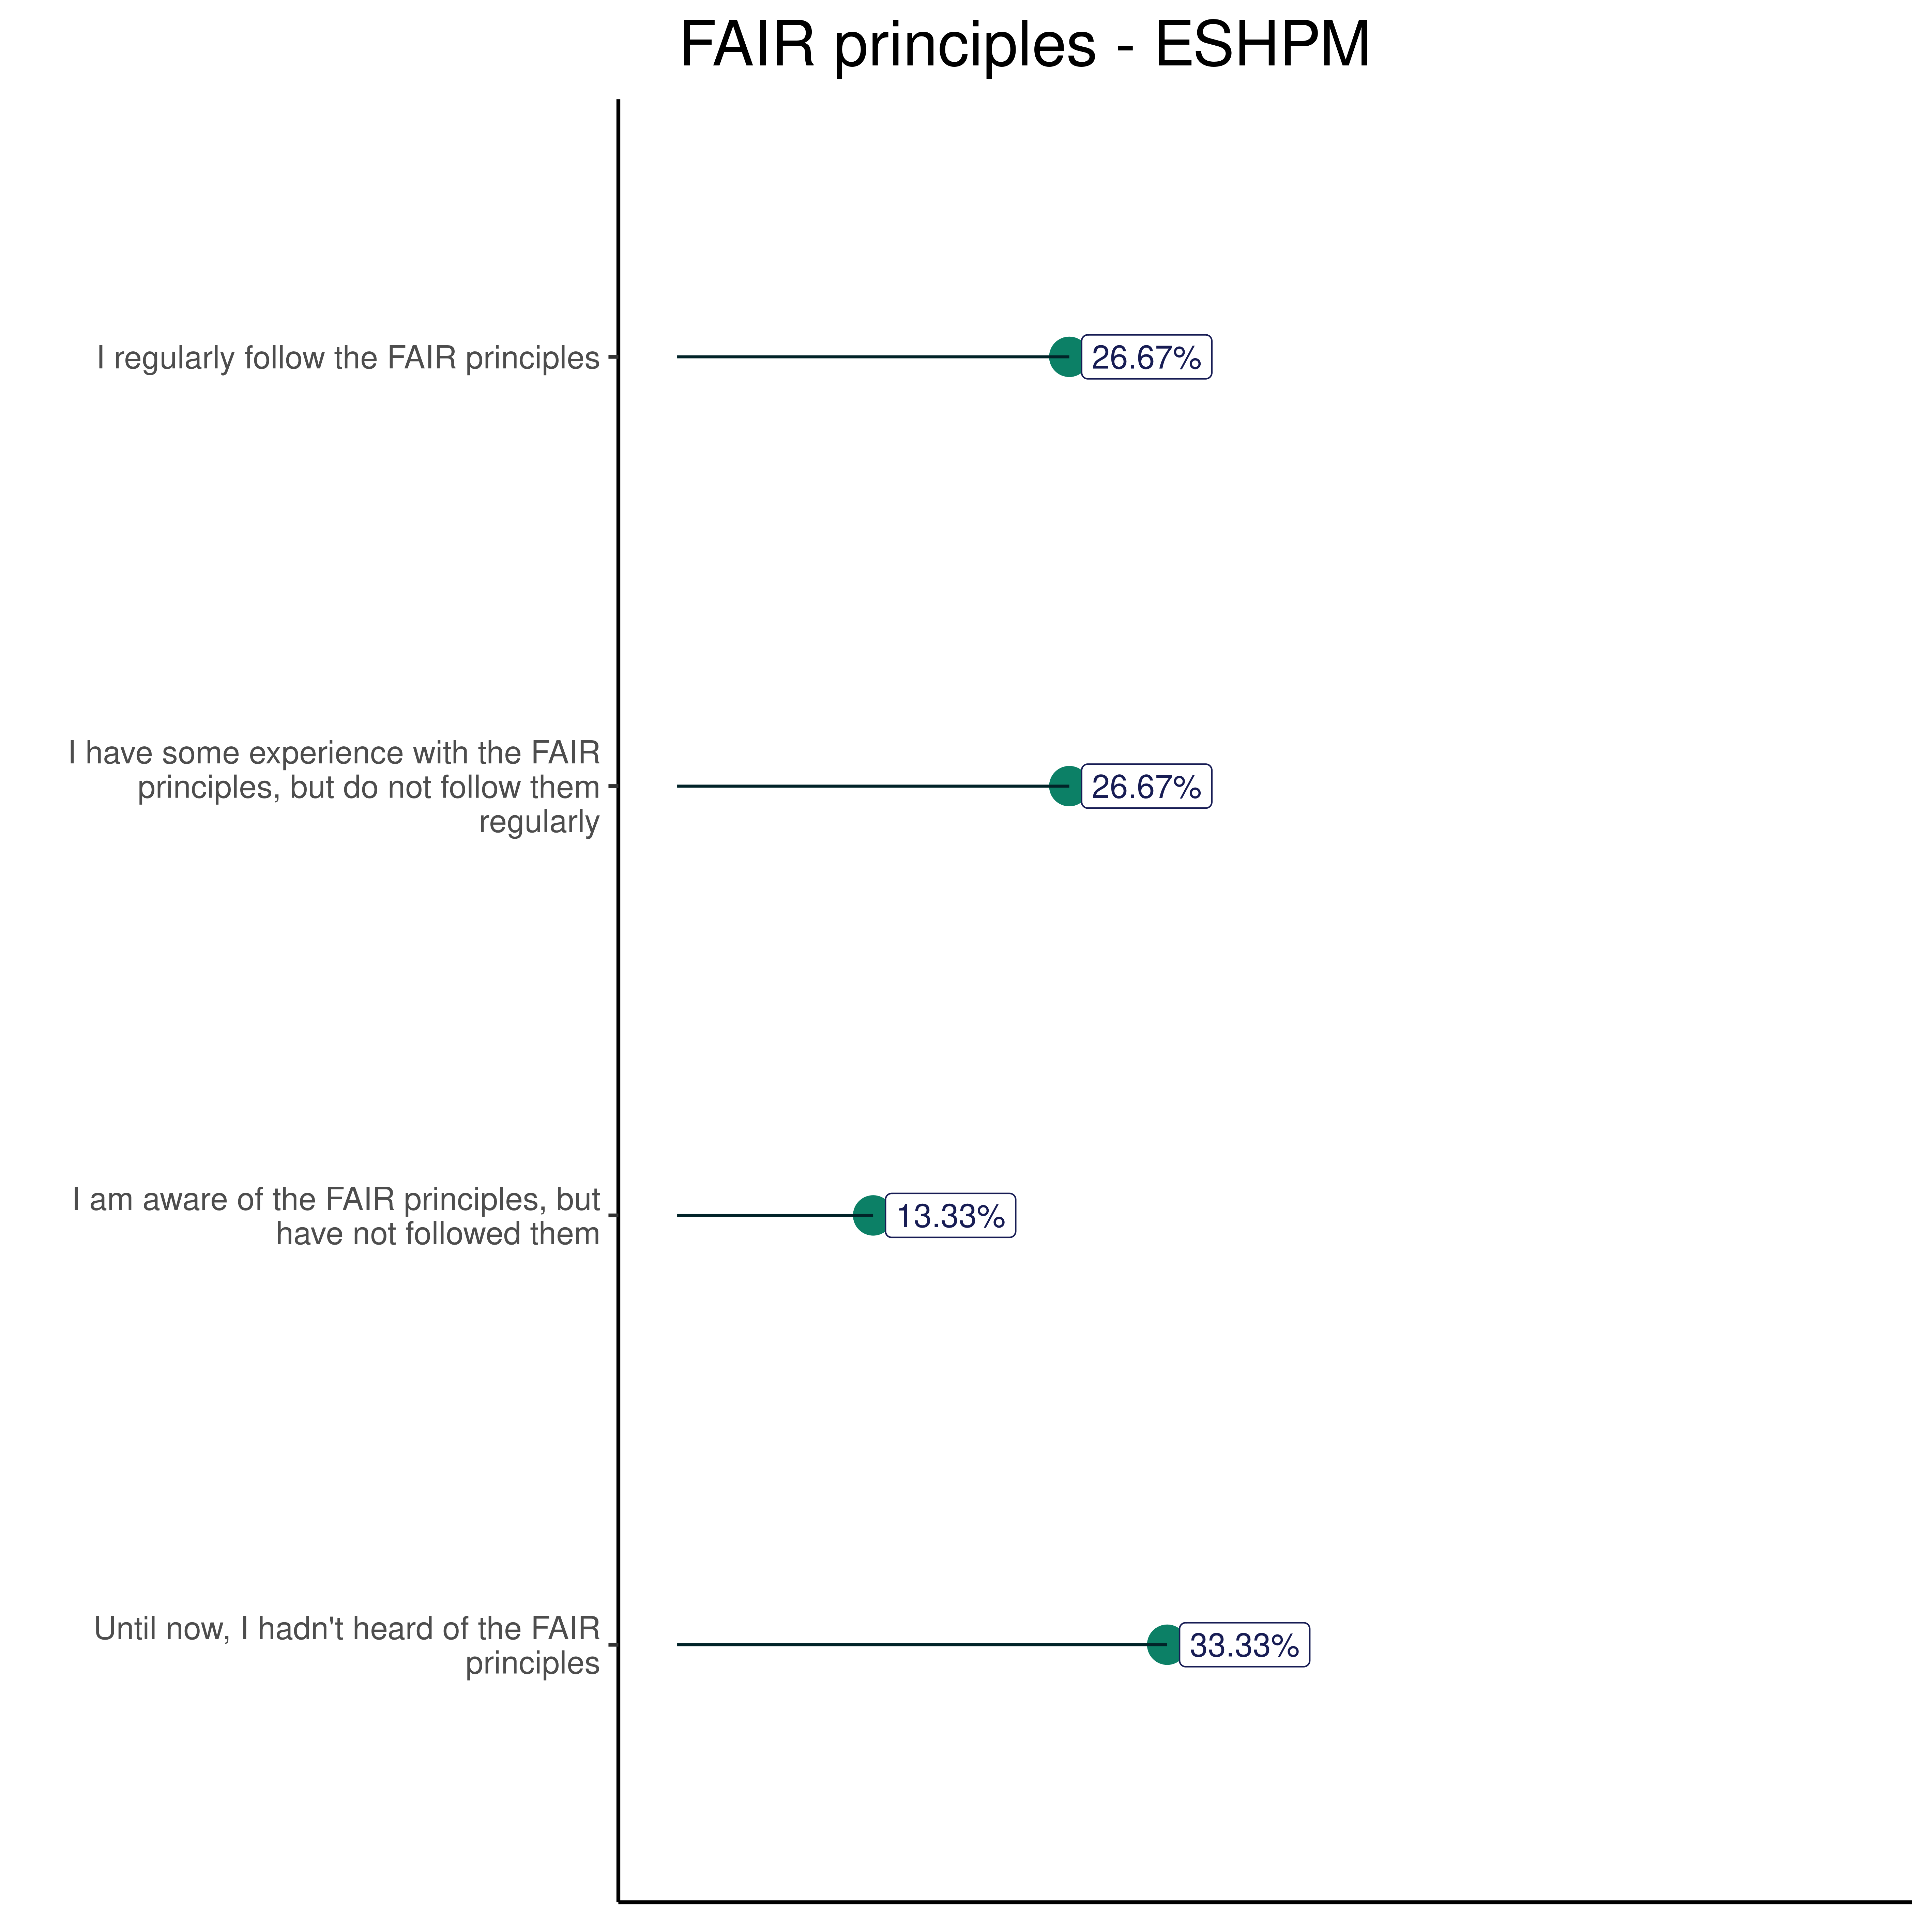 FAIR principles - ESHPM
I regularly follow the FAIR principles
26.67%
I have some experience with the FAIR
principles, but do not follow them
regularly
26.67%
I am aware of the FAIR principles, but
have not followed them
13.33%
Until now, I hadn't heard of the FAIR
principles
33.33%